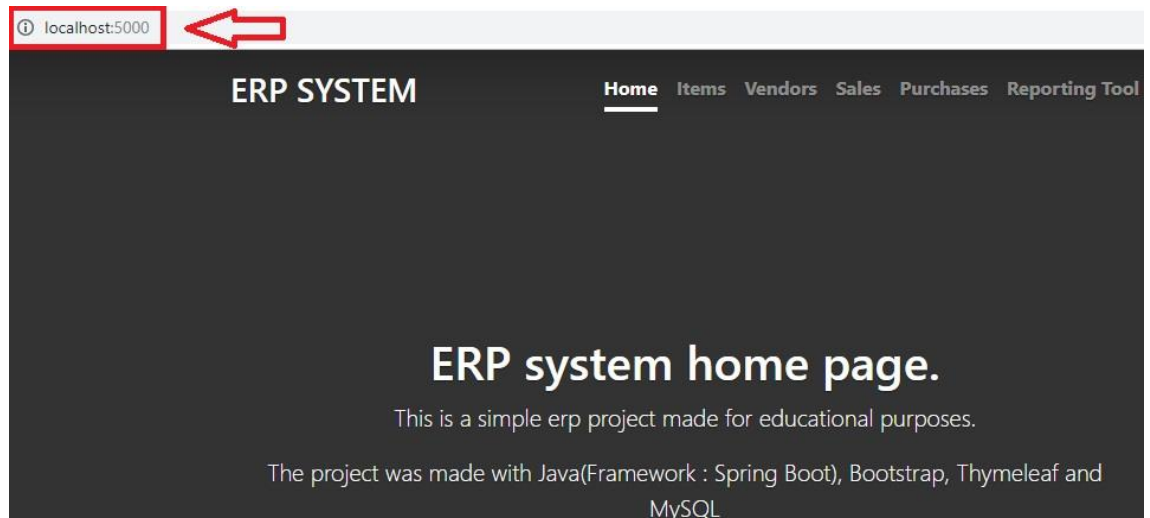 localhost:5000
ERP SYSTEM Home Items Vendors Sales Purchases Reporting Tool
ERP system home page.
This is a simple erp project made for educational purposes.
The project was made with Java(Framework : Spring Boot), Bootstrap, Thymeleaf and
MySQL